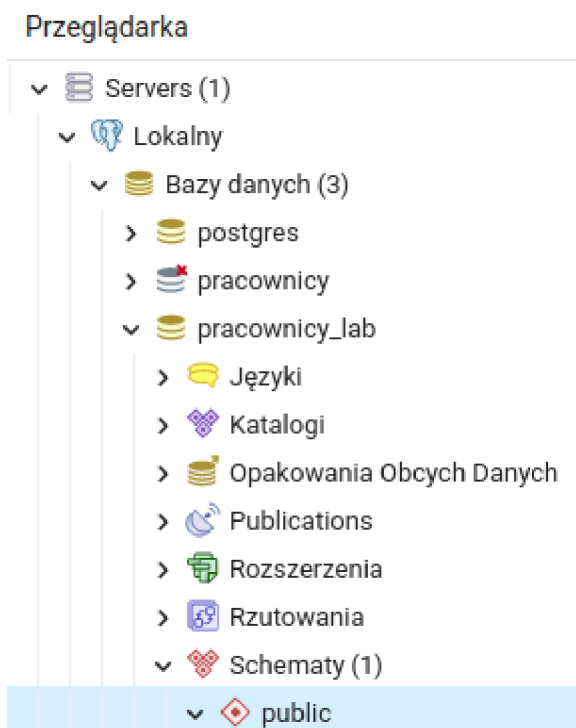 Przeglądarka
Servers (1)
Lokalny
Bazy danych (3)
postgres
pracownicy
pracownicy_lab
Języki
Katalogi
Opakowania Obcych Danych
Publications
Rozszerzenia
Rzutowania
Schematy (1)
public